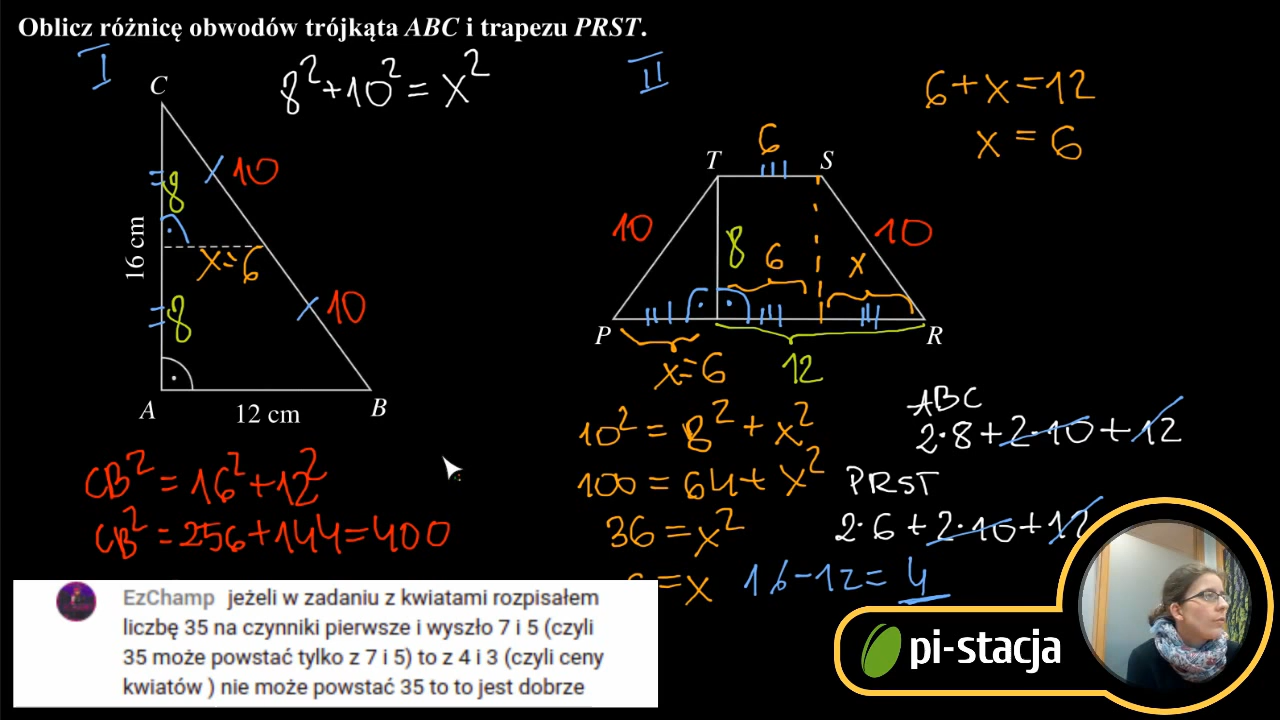 Oblicz różnicę obwodów trójkąta ABC i trapezu PRST.
I
8²+10²=x²
C
10
8
16 cm
x=6
8
10
A
12 cm
B
CB²=16²+12²
CB²=256+144=400
II
6+x=12
x=6
6
T
S
10
8
6
x
10
P
R
x=6
12
10²=8²+x²
100=64+x²
36=x²
6=x
ABC
2·8+2·10+12
PRST
2·6+2·10+12
16-12=4
EzChamp jeżeli w zadaniu z kwiatami rozpisałem
liczbę 35 na czynniki pierwsze i wyszło 7 i 5 (czyli
35 może powstać tylko z 7 i 5) to z 4 i 3 (czyli ceny
kwiatów ) nie może powstać 35 to to jest dobrze
pi-stacja